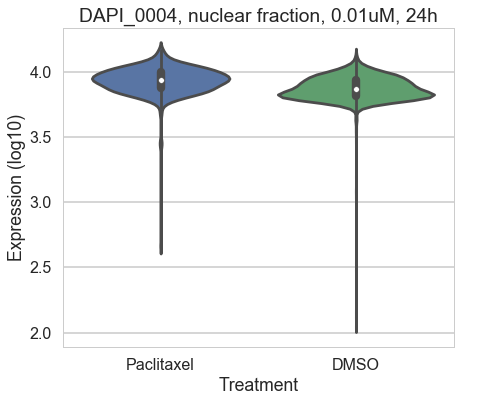 DAPI_0004, nuclear fraction, 0.01uM, 24h
4.0
3.5
3.0
2.5
2.0
Expression (log10)
Paclitaxel
DMSO
Treatment